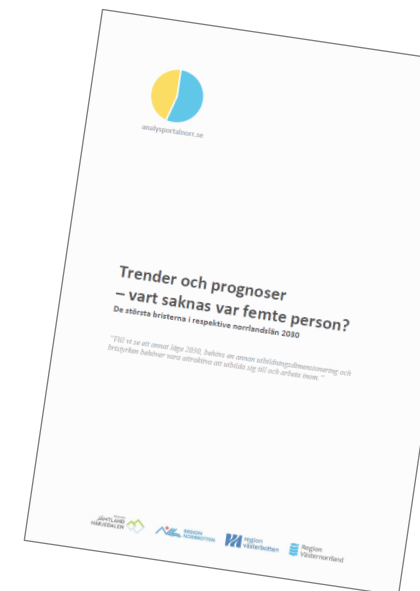 analysportalnorr.se
Trender och prognoser
– vart saknas var femte person?
De största bristerna i respektive norrlandslän 2030
"Till vi se ett annat läge 2030, behövs en annan utbildningsdimensionering och
bristyrken behöver vara attraktiva att utbilda sig till och arbeta inom."
JÄMTLAND
HÄRJEDALEN
REGION
NORRBOTTEN
region
västerbotten
Region
Västernorrland